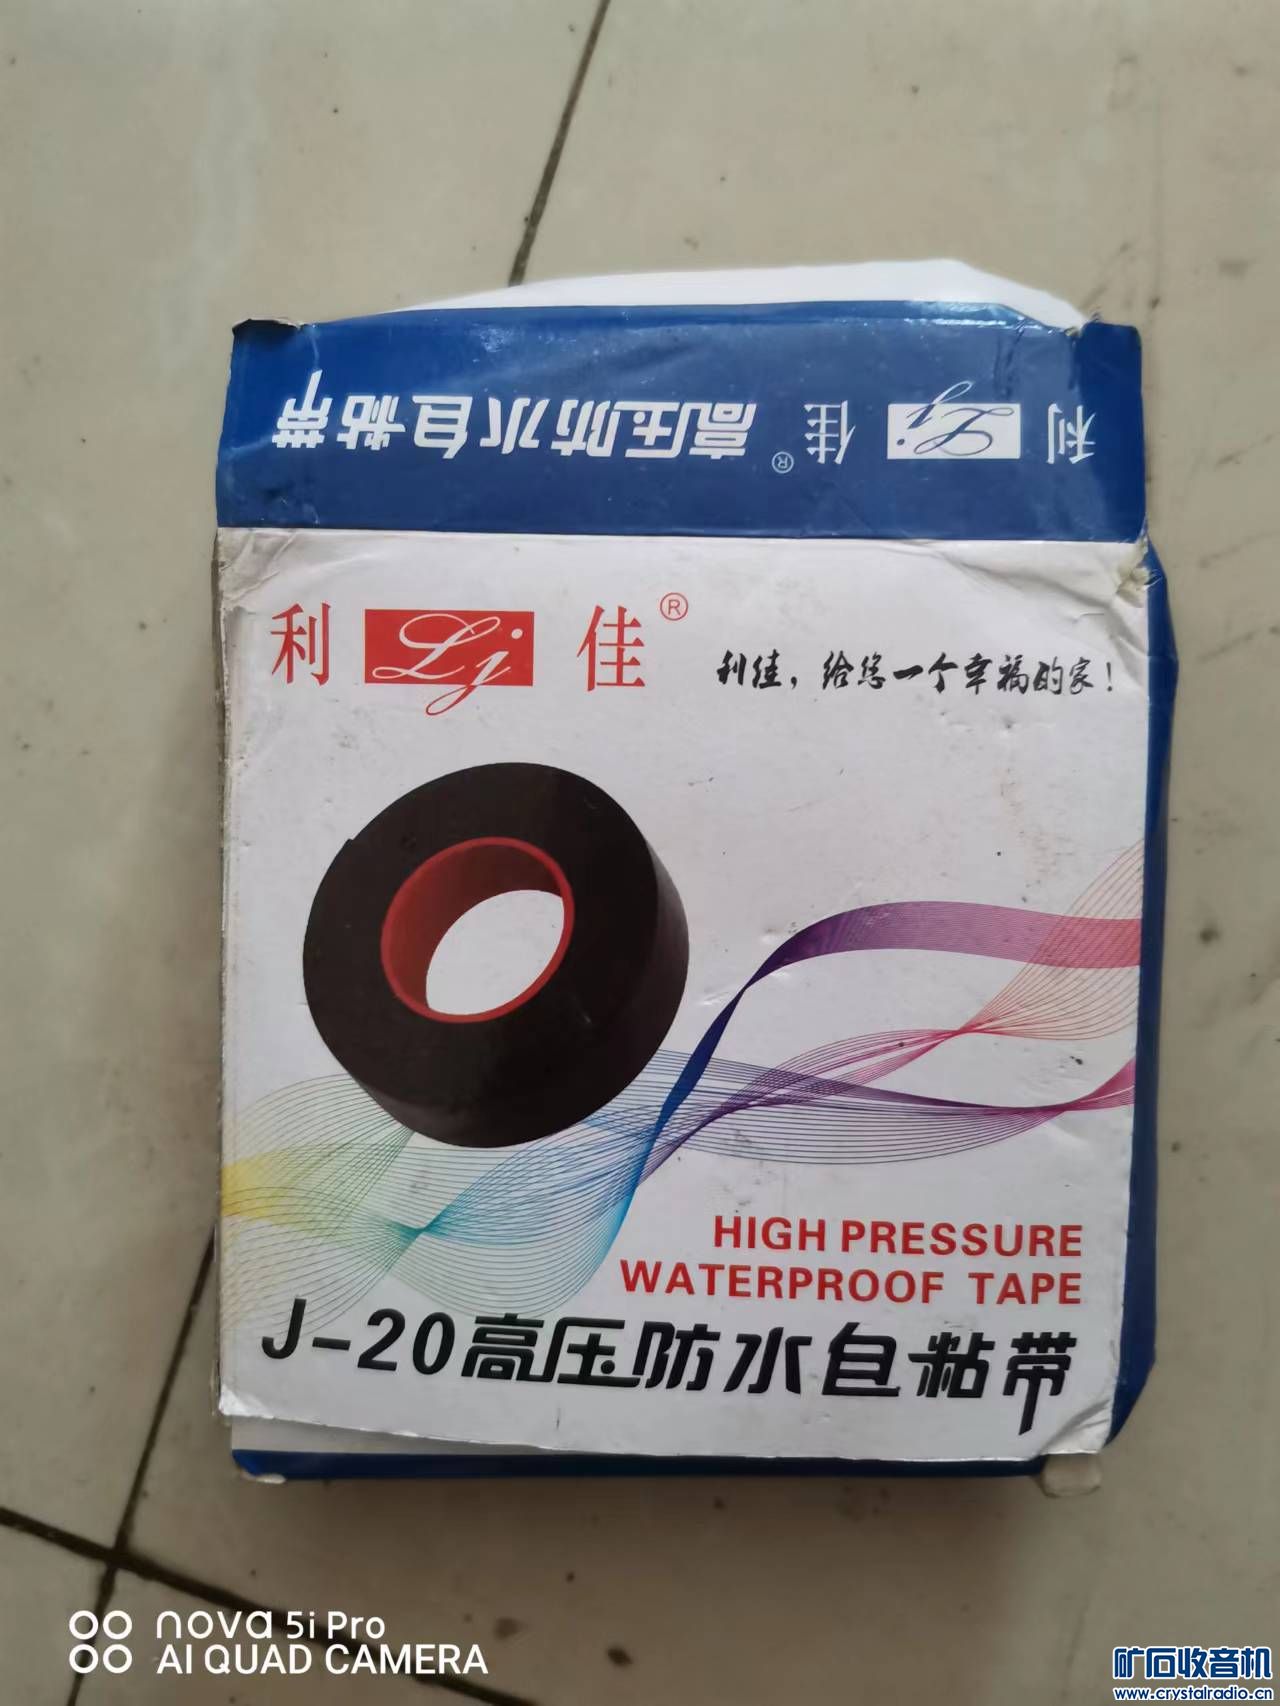 利 Lj 佳® 高压防水自粘带
利 Lj 佳®
利佳，给您一个幸福的家！
HIGH PRESSURE
WATERPROOF TAPE
J-20高压防水自粘带
nova 5i Pro
AI QUAD CAMERA
矿石收音机
www.crystalradio.cn